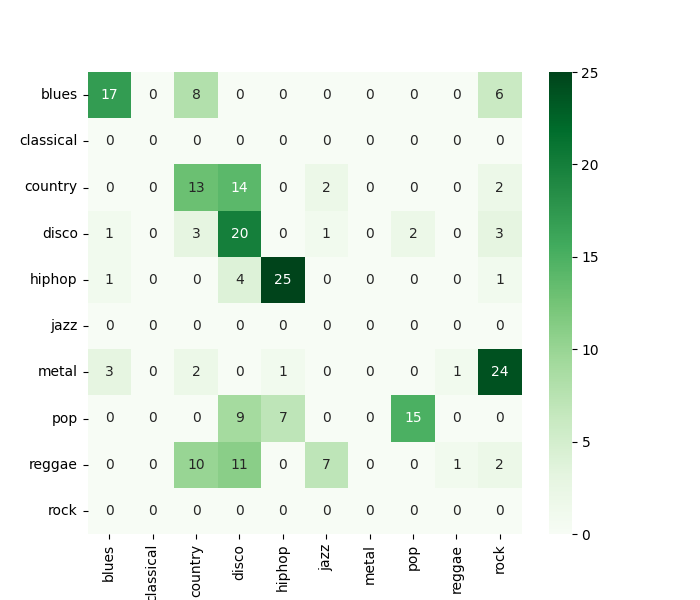 blues 17 0 8 0 0 0 0 0 0 6
classical 0 0 0 0 0 0 0 0 0 0
country 0 0 13 14 0 2 0 0 0 2
disco 1 0 3 20 0 1 0 2 0 3
hiphop 1 0 0 4 25 0 0 0 0 1
jazz 0 0 0 0 0 0 0 0 0 0
metal 3 0 2 0 1 0 0 0 1 24
pop 0 0 0 9 7 0 0 15 0 0
reggae 0 0 10 11 0 7 0 0 1 2
rock 0 0 0 0 0 0 0 0 0 0
blues classical country disco hiphop jazz metal pop reggae rock
25
20
15
10
5
0